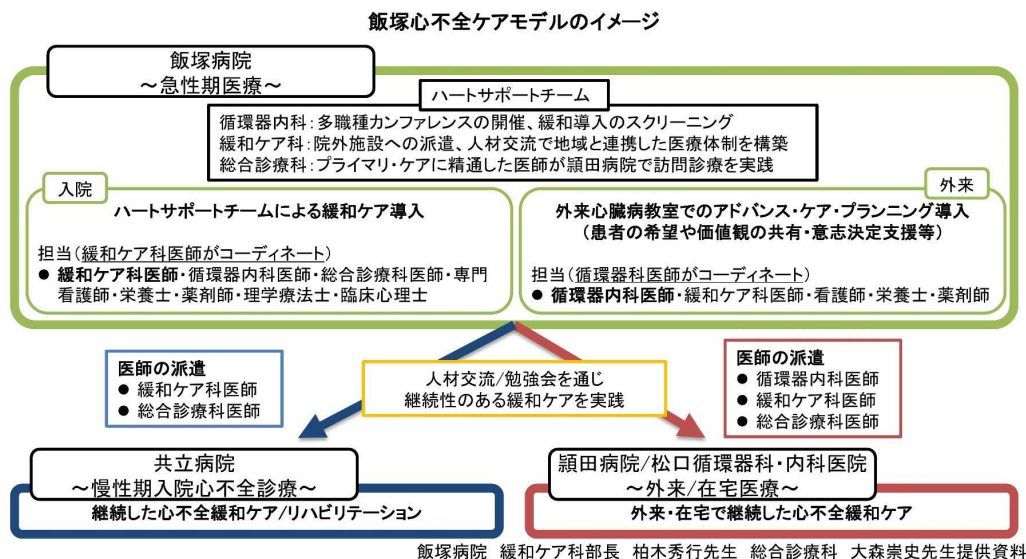 飯塚心不全ケアモデルのイメージ
飯塚病院
～急性期医療～
ハートサポートチーム
循環器内科：多職種カンファレンスの開催、緩和導入のスクリーニング
緩和ケア科：院外施設への派遣、人材交流で地域と連携した医療体制を構築
総合診療科：プライマリ・ケアに精通した医師が頴田病院で訪問診療を実践
入院
ハートサポートチームによる緩和ケア導入
担当（緩和ケア科医師がコーディネート）
● 緩和ケア科医師・循環器内科医師・総合診療科医師・専門
看護師・栄養士・薬剤師・理学療法士・臨床心理士
外来
外来心臓病教室でのアドバンス・ケア・プランニング導入
（患者の希望や価値観の共有・意志決定支援等）
担当（循環器科医師がコーディネート）
● 循環器内科医師・緩和ケア科医師・看護師・栄養士・薬剤師
医師の派遣
● 緩和ケア科医師
● 総合診療科医師
人材交流/勉強会を通じ
継続性のある緩和ケアを実践
医師の派遣
● 循環器内科医師
● 緩和ケア科医師
● 総合診療科医師
共立病院
～慢性期入院心不全診療～
継続した心不全緩和ケア/リハビリテーション
頴田病院/松口循環器科・内科医院
～外来/在宅医療～
外来・在宅で継続した心不全緩和ケア
飯塚病院 緩和ケア科部長 柏木秀行先生 総合診療科 大森崇史先生提供資料